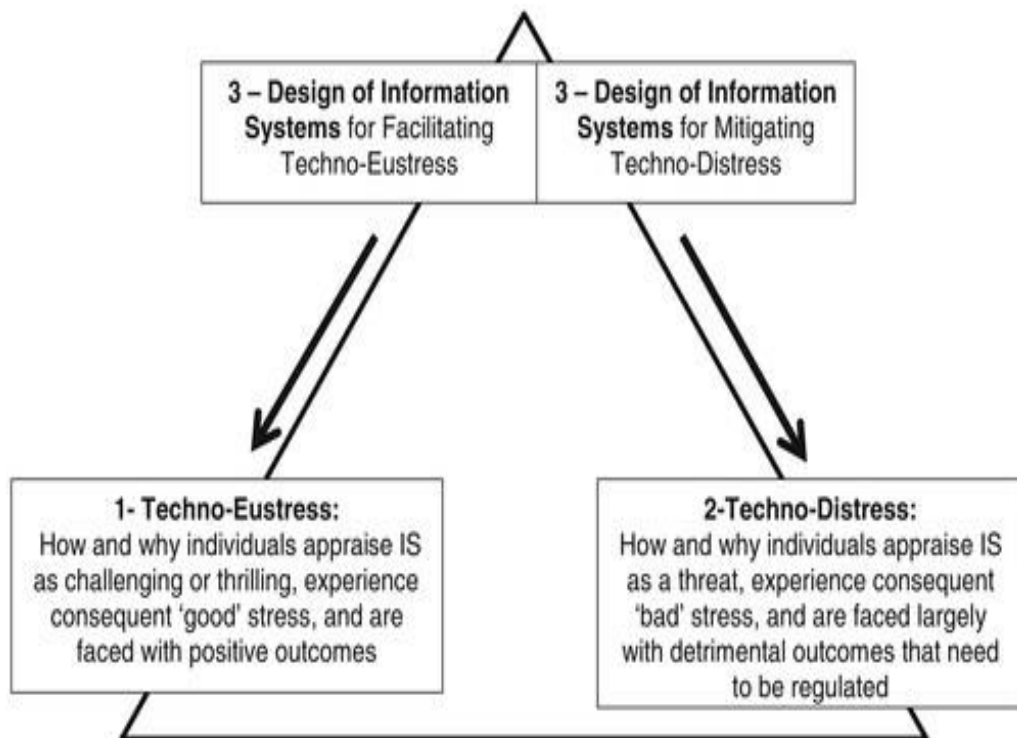 3 – Design of Information
Systems for Facilitating
Techno-Eustress
3 – Design of Information
Systems for Mitigating
Techno-Distress
1- Techno-Eustress:
How and why individuals appraise IS
as challenging or thrilling, experience
consequent ‘good’ stress, and are
faced with positive outcomes
2-Techno-Distress:
How and why individuals appraise IS
as a threat, experience consequent
‘bad’ stress, and are faced largely
with detrimental outcomes that need
to be regulated